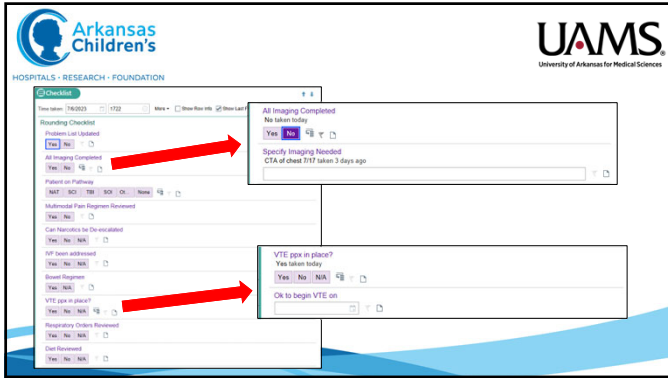 Arkansas
Children's
HOSPITALS • RESEARCH • FOUNDATION
UAMS
University of Arkansas for Medical Sciences
Checklist
Time taken: 7/6/2023 1722 More Show Row Info Show Last
Rounding Checklist
Problem List Updated
Yes No
All Imaging Completed
Yes No
Patient on Pathway
NAT SCI TBI SOI Ot... None
Multimodal Pain Regimen Reviewed
Yes No
Can Narcotics be De-escalated
Yes No N/A
IVF been addressed
Yes No N/A
Bowel Regimen
Yes N/A
VTE ppx in place?
Yes No N/A
Respiratory Orders Reviewed
Yes No N/A
Diet Reviewed
Yes No N/A
All Imaging Completed
No taken today
Yes No
Specify Imaging Needed
CTA of chest 7/17 taken 3 days ago
VTE ppx in place?
Yes taken today
Yes No N/A
Ok to begin VTE on